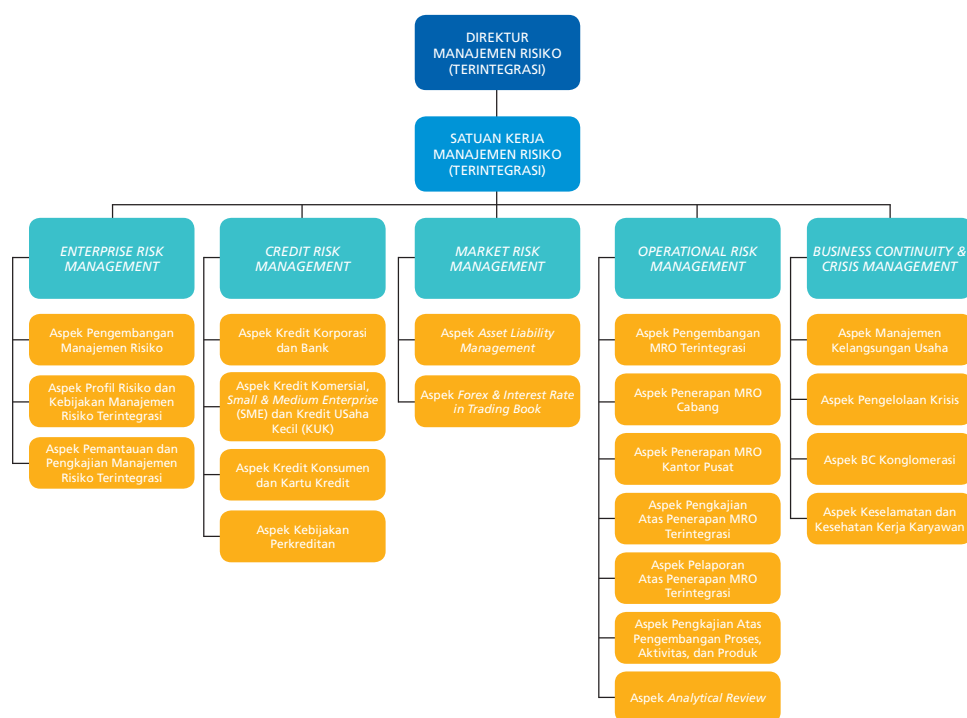 DIREKTUR
MANAJEMEN RISIKO
(TERINTEGRASI)
SATUAN KERJA
MANAJEMEN RISIKO
(TERINTEGRASI)
ENTERPRISE RISK
MANAGEMENT
Aspek Pengembangan
Manajemen Risiko
Aspek Profil Risiko dan
Kebijakan Manajemen
Risiko Terintegrasi
Aspek Pemantauan dan
Pengkajian Manajemen
Risiko Terintegrasi
CREDIT RISK
MANAGEMENT
Aspek Kredit Korporasi
dan Bank
Aspek Kredit Komersial,
Small & Medium Enterprise
(SME) dan Kredit USaha
Kecil (KUK)
Aspek Kredit Konsumen
dan Kartu Kredit
Aspek Kebijakan
Perkreditan
MARKET RISK
MANAGEMENT
Aspek Asset Liability
Management
Aspek Forex & Interest Rate
in Trading Book
OPERATIONAL RISK
MANAGEMENT
Aspek Pengembangan
MRO Terintegrasi
Aspek Penerapan MRO
Cabang
Aspek Penerapan MRO
Kantor Pusat
Aspek Pengkajian
Atas Penerapan MRO
Terintegrasi
Aspek Pelaporan
Atas Penerapan MRO
Terintegrasi
Aspek Pengkajian Atas
Pengembangan Proses,
Aktivitas, dan Produk
Aspek Analytical Review
BUSINESS CONTINUITY &
CRISIS MANAGEMENT
Aspek Manajemen
Kelangsungan Usaha
Aspek Pengelolaan Krisis
Aspek BC Konglomerasi
Aspek Keselamatan dan
Kesehatan Kerja Karyawan